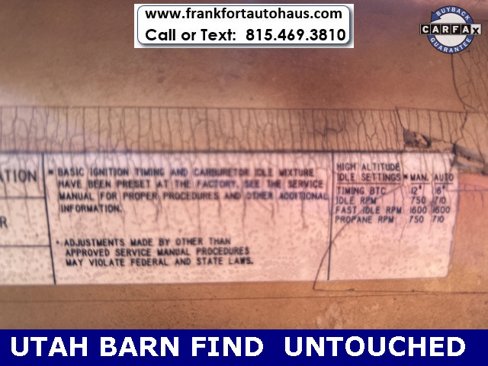 www.frankfortautohaus.com
Call or Text: 815.469.3810
BUYBACK
CARFAX
GUARANTEE
ATION
R
* BASIC IGNITION TIMING AND CARBURETOR IDLE MIXTURE
HAVE BEEN PRESET AT THE FACTORY. SEE THE SERVICE
MANUAL FOR PROPER PROCEDURES AND OTHER ADDITIONAL
INFORMATION.
* ADJUSTMENTS MADE BY OTHER THAN
APPROVED SERVICE MANUAL PROCEDURES
MAY VIOLATE FEDERAL AND STATE LAWS.
HIGH ALTITUDE
IDLE SETTINGS * MAN. AUTO
TIMING BTC 12° 16°
IDLE RPM 750 710
FAST IDLE RPM 1600 1600
PROPANE RPM 750 710
UTAH BARN FIND UNTOUCHED